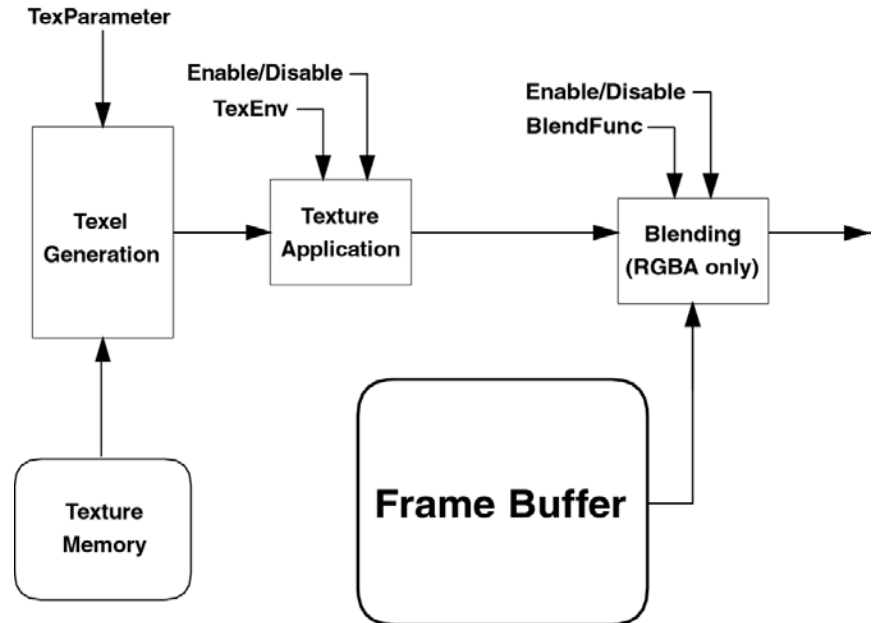 TexParameter
Enable/Disable
TexEnv
Enable/Disable
BlendFunc
Texel
Generation
Texture
Application
Blending
(RGBA only)
Texture
Memory
Frame Buffer